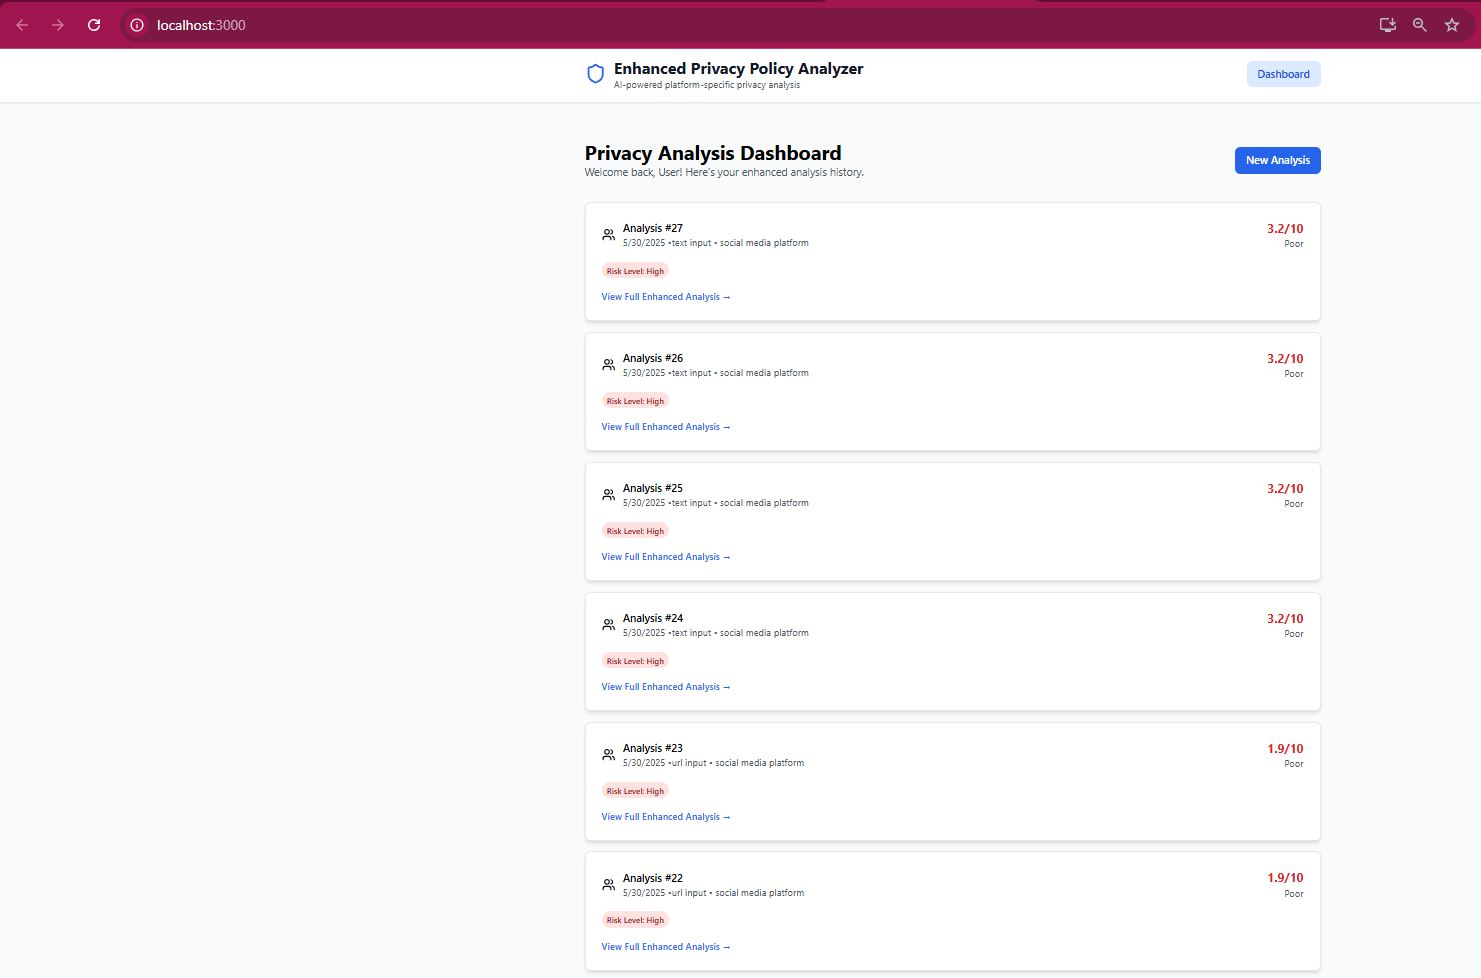 localhost:3000
Enhanced Privacy Policy Analyzer
AI-powered platform-specific privacy analysis
Dashboard
Privacy Analysis Dashboard
Welcome back, User! Here's your enhanced analysis history.
New Analysis
Analysis #27
5/30/2025 •text input • social media platform
3.2/10
Poor
Risk Level: High
View Full Enhanced Analysis →
Analysis #26
5/30/2025 •text input • social media platform
3.2/10
Poor
Risk Level: High
View Full Enhanced Analysis →
Analysis #25
5/30/2025 •text input • social media platform
3.2/10
Poor
Risk Level: High
View Full Enhanced Analysis →
Analysis #24
5/30/2025 •text input • social media platform
3.2/10
Poor
Risk Level: High
View Full Enhanced Analysis →
Analysis #23
5/30/2025 •url input • social media platform
1.9/10
Poor
Risk Level: High
View Full Enhanced Analysis →
Analysis #22
5/30/2025 •url input • social media platform
1.9/10
Poor
Risk Level: High
View Full Enhanced Analysis →